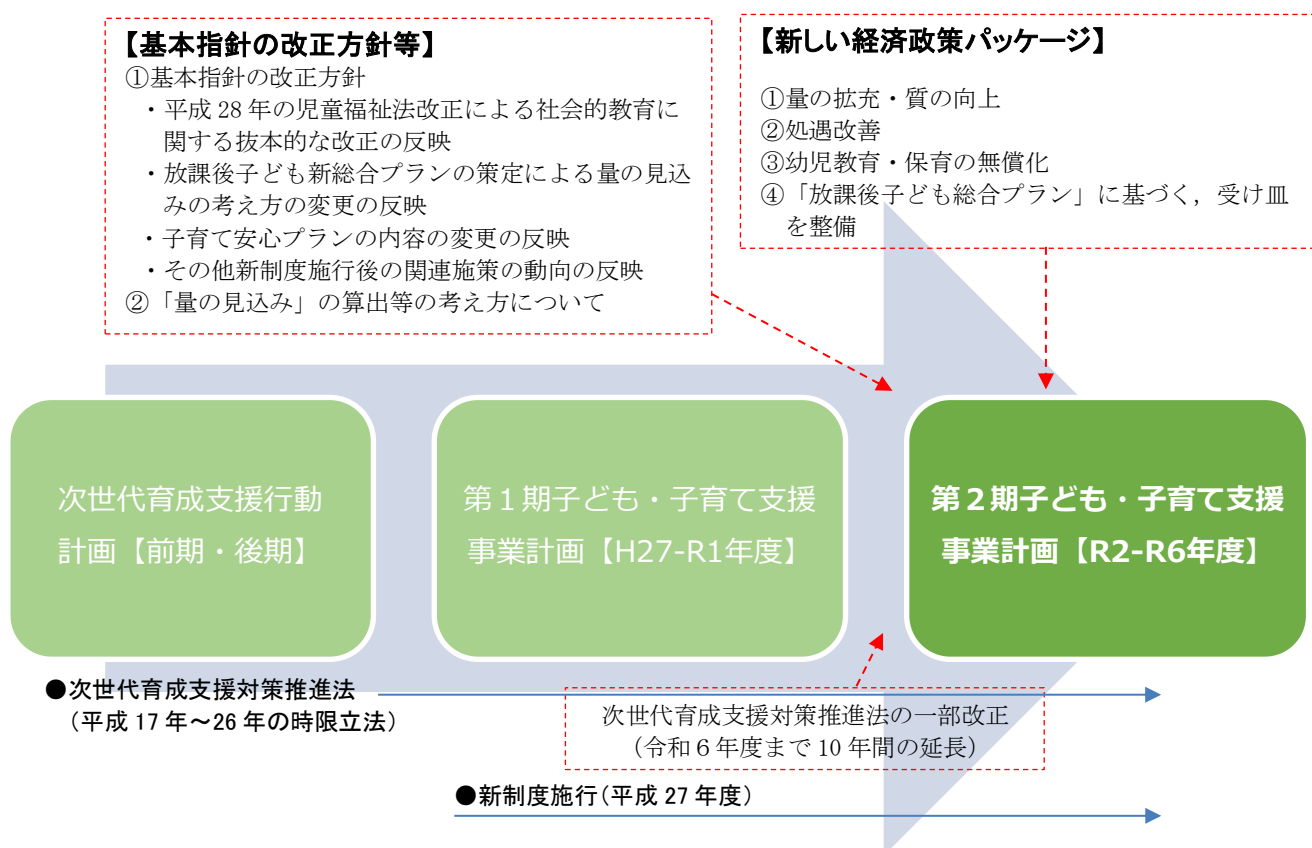 【基本指針の改正方針等】
①基本指針の改正方針
・平成 28 年の児童福祉法改正による社会的教育に
関する抜本的な改正の反映
・放課後子ども新総合プランの策定による量の見込
みの考え方の変更の反映
・子育て安心プランの内容の変更の反映
・その他新制度施行後の関連施策の動向の反映
②「量の見込み」の算出等の考え方について
【新しい経済政策パッケージ】
①量の拡充・質の向上
②処遇改善
③幼児教育・保育の無償化
④「放課後子ども総合プラン」に基づく，受け皿
を整備
次世代育成支援行動
計画【前期・後期】
第１期子ども・子育て支援
事業計画【H27-R1年度】
第２期子ども・子育て支援
事業計画【R2-R6年度】
●次世代育成支援対策推進法
（平成 17 年～26 年の時限立法）
次世代育成支援対策推進法の一部改正
（令和６年度まで 10 年間の延長）
●新制度施行（平成 27 年度）